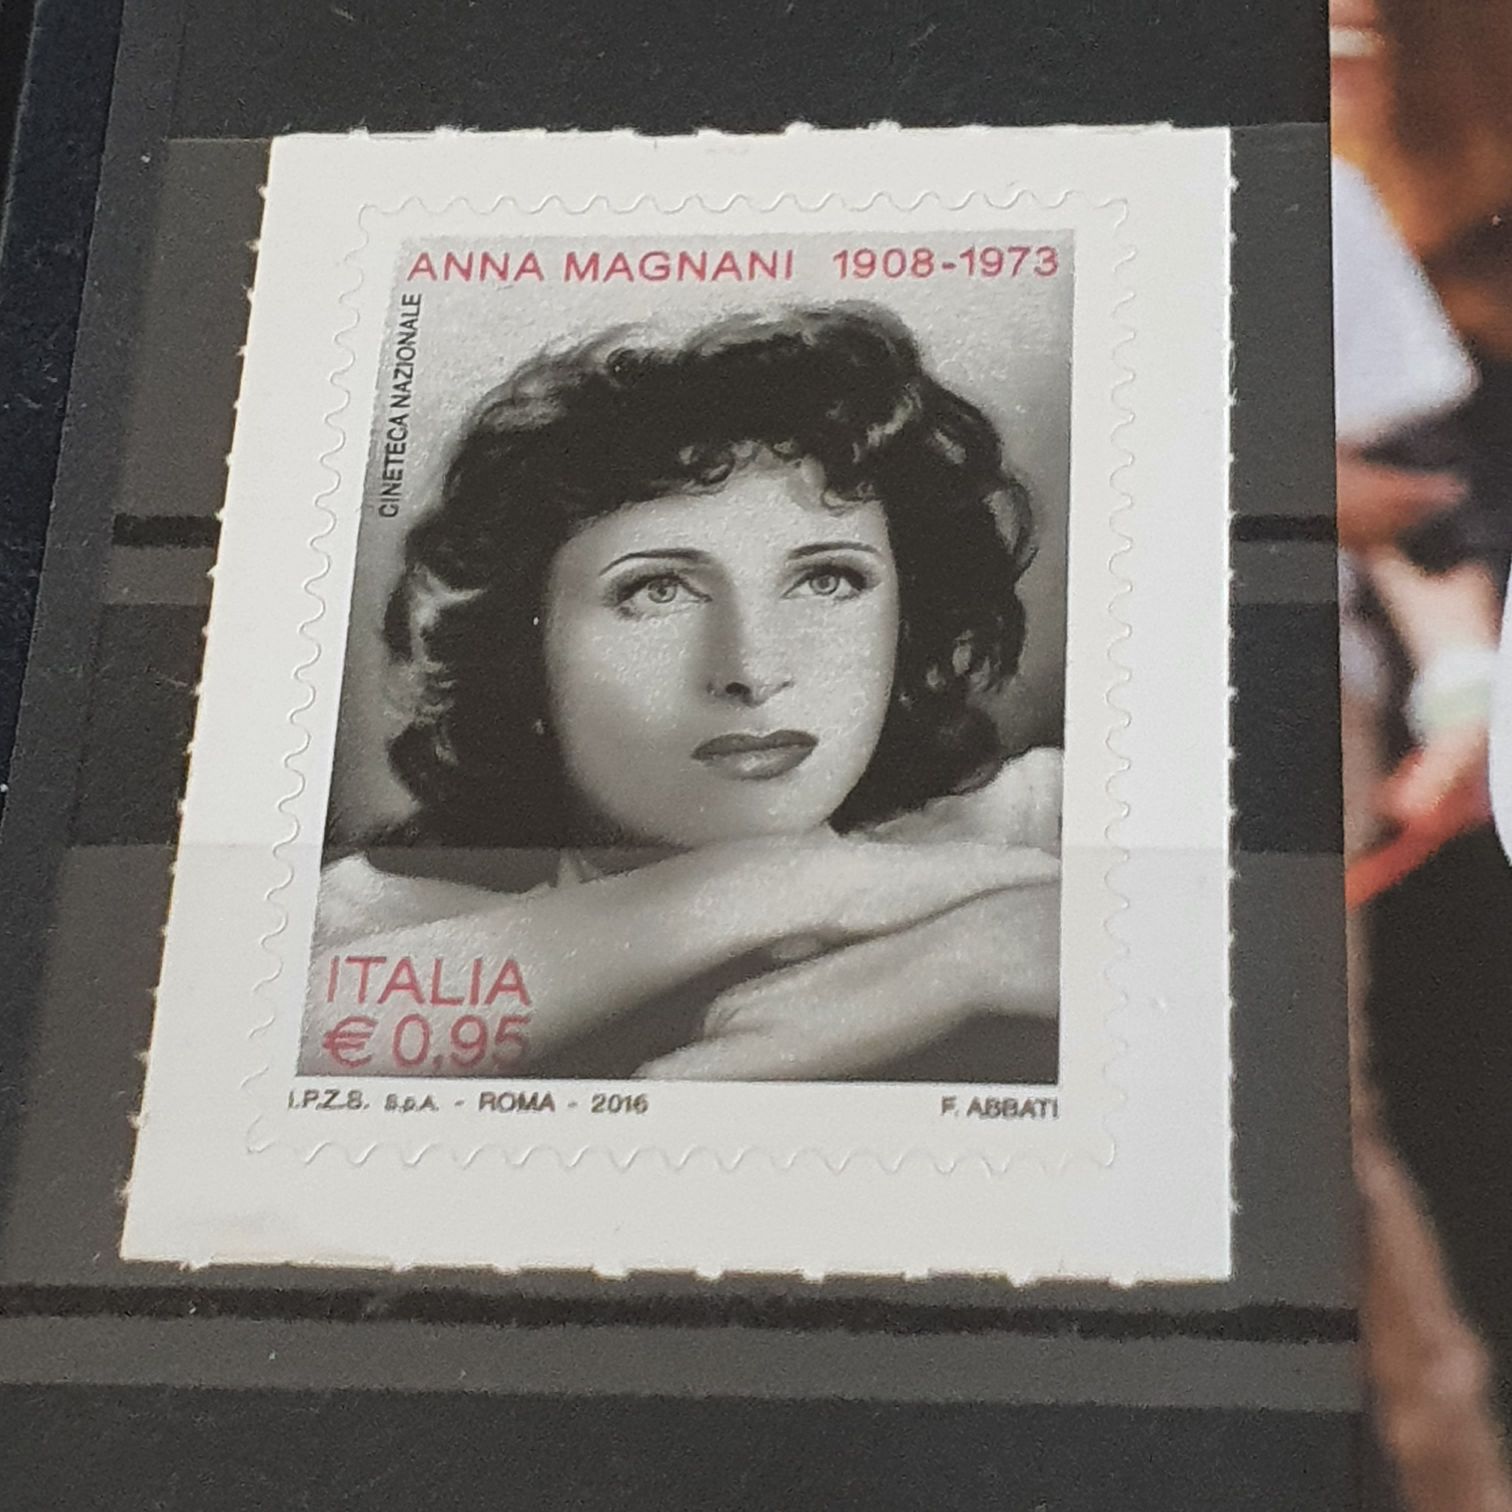 ANNA MAGNANI 1908-1973
CINETECA NAZIONALE
ITALIA
€ 0,95
I.P.Z.S. S.p.A. - ROMA - 2016
F. ABBATI